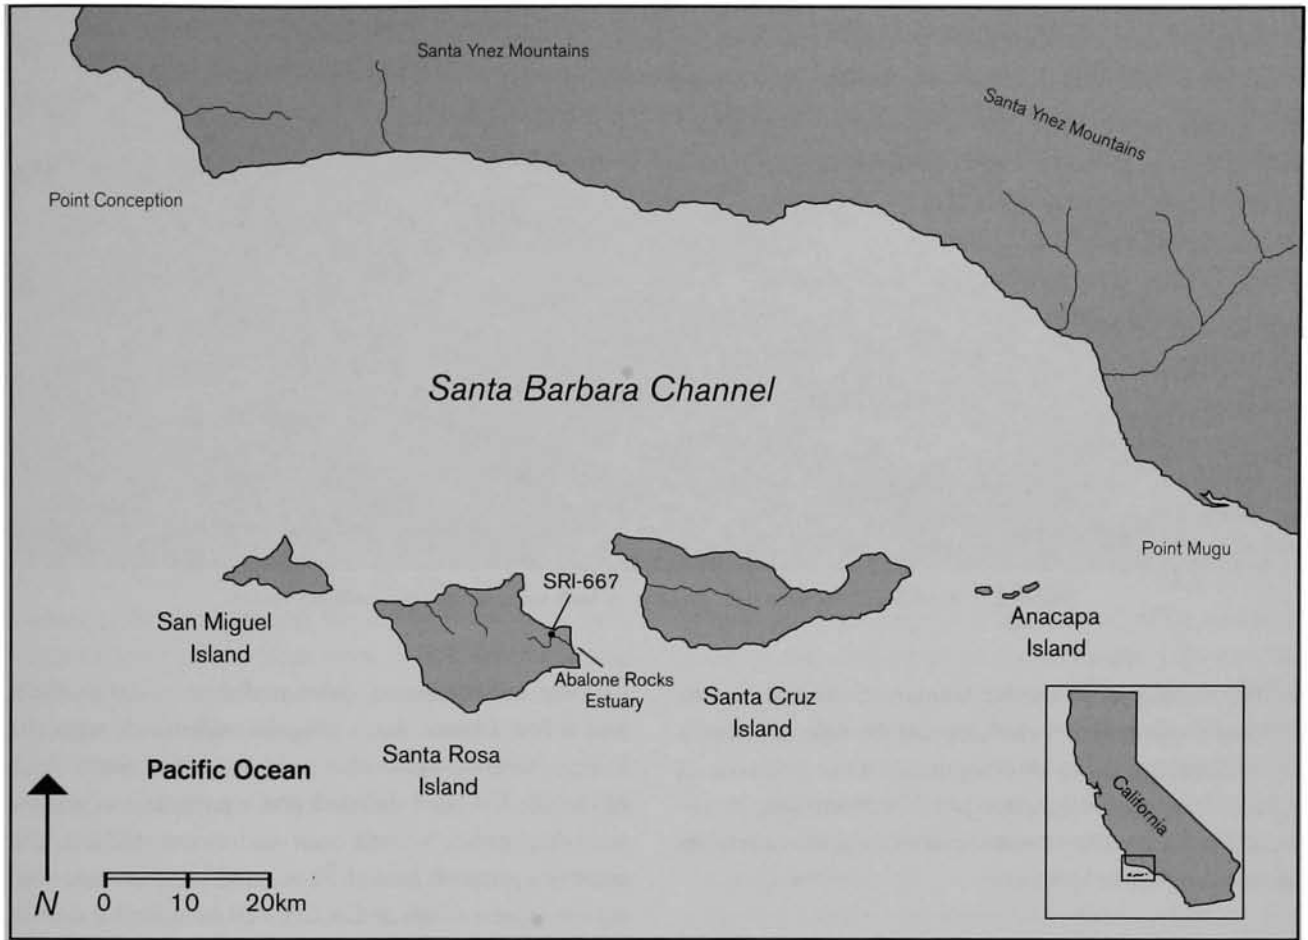 Santa Ynez Mountains
Santa Ynez Mountains
Point Conception
Santa Barbara Channel
Point Mugu
SRI-667
San Miguel
Island
Anacapa
Island
Abalone Rocks
Estuary
Santa Cruz
Island
Santa Rosa
Island
Pacific Ocean
California
N
0 10 20km